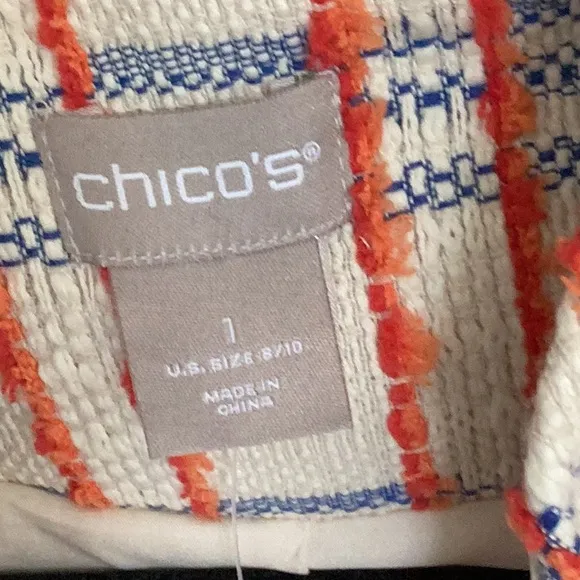 chico's®
1
U.S. SIZE 8/10
MADE IN
CHINA